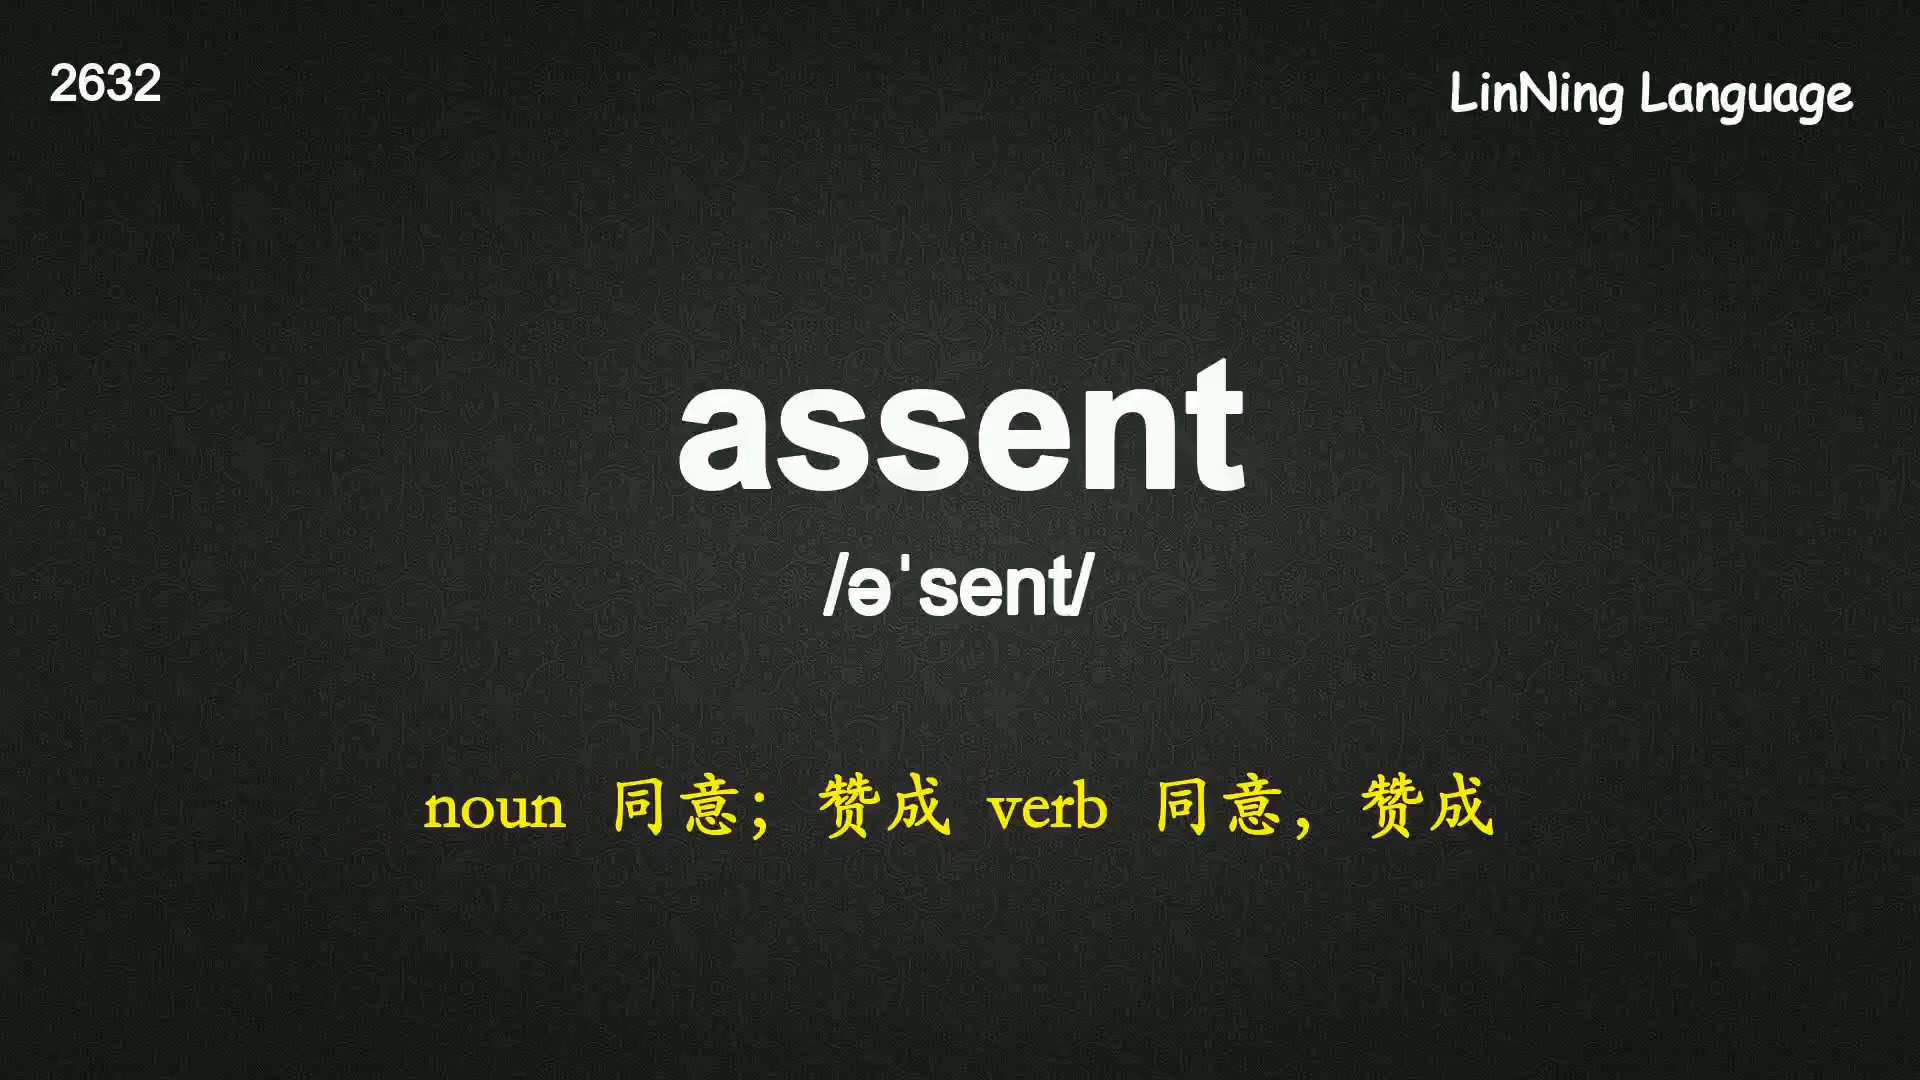 2632
LinNing Language
assent
/əˈsent/
noun 同意；赞成 verb 同意，赞成